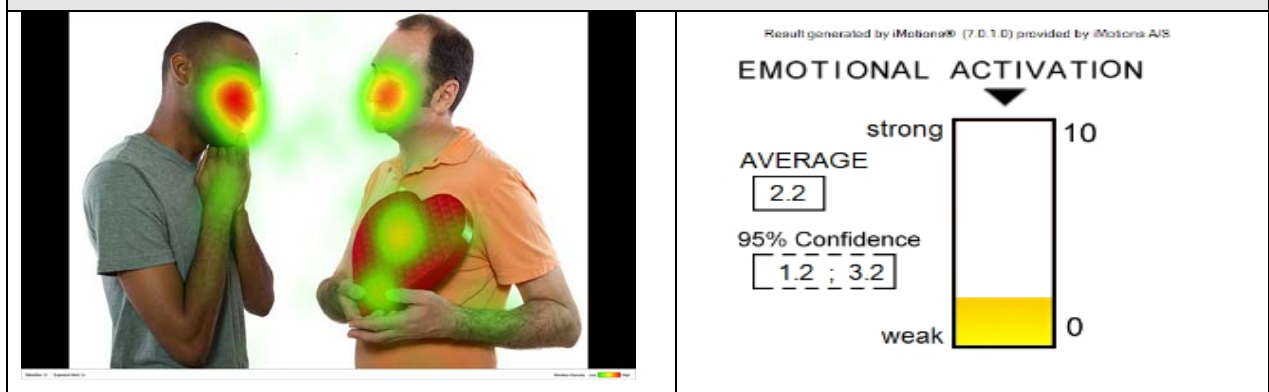 Result generated by iMotions® (7.0.1.0) provided by iMotions A/S
EMOTIONAL ACTIVATION
strong
10
AVERAGE
2.2
95% Confidence
1.2 ; 3.2
weak
0